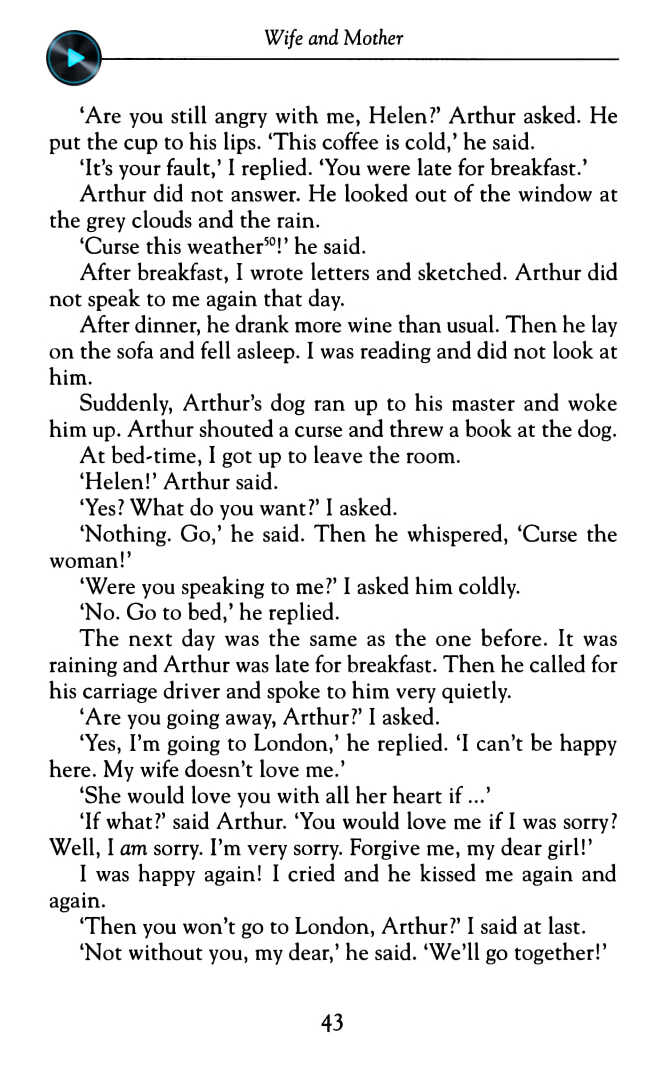 Wife and Mother
‘Are you still angry with me, Helen?’ Arthur asked. He
put the cup to his lips. ‘This coffee is cold,’ he said.
‘It’s your fault,’ I replied. ‘You were late for breakfast.’
Arthur did not answer. He looked out of the window at
the grey clouds and the rain.
‘Curse this weather⁵⁰!’ he said.
After breakfast, I wrote letters and sketched. Arthur did
not speak to me again that day.
After dinner, he drank more wine than usual. Then he lay
on the sofa and fell asleep. I was reading and did not look at
him.
Suddenly, Arthur’s dog ran up to his master and woke
him up. Arthur shouted a curse and threw a book at the dog.
At bed-time, I got up to leave the room.
‘Helen!’ Arthur said.
‘Yes? What do you want?’ I asked.
‘Nothing. Go,’ he said. Then he whispered, ‘Curse the
woman!’
‘Were you speaking to me?’ I asked him coldly.
‘No. Go to bed,’ he replied.
The next day was the same as the one before. It was
raining and Arthur was late for breakfast. Then he called for
his carriage driver and spoke to him very quietly.
‘Are you going away, Arthur?’ I asked.
‘Yes, I’m going to London,’ he replied. ‘I can’t be happy
here. My wife doesn’t love me.’
‘She would love you with all her heart if ...’
‘If what?’ said Arthur. ‘You would love me if I was sorry?
Well, I am sorry. I’m very sorry. Forgive me, my dear girl!’
I was happy again! I cried and he kissed me again and
again.
‘Then you won’t go to London, Arthur?’ I said at last.
‘Not without you, my dear,’ he said. ‘We’ll go together!’
43